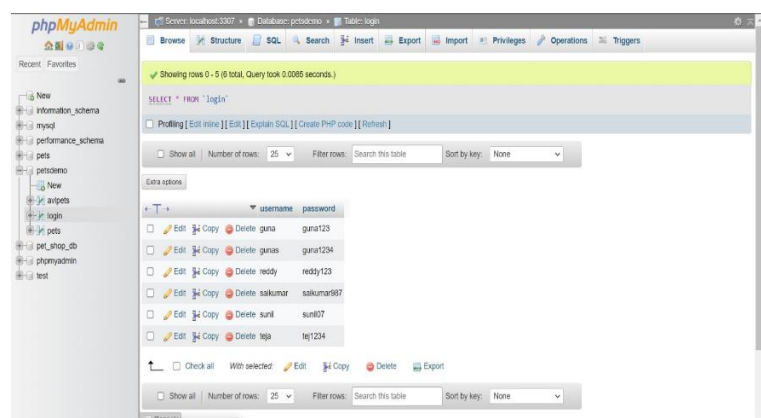 phpMyAdmin
Recent Favorites
New
information_schema
mysql
performance_schema
pets
petsdemo
New
avipets
login
pets
pet_shop_db
phpmyadmin
test
Server: localhost:3307 » Database: petsdemo » Table: login
Browse Structure SQL Search Insert Export Import Privileges Operations Triggers
Showing rows 0 - 5 (6 total, Query took 0.0085 seconds.)
SELECT * FROM `login`
Profiling [ Edit inline ] [ Edit ] [ Explain SQL ] [ Create PHP code ] [ Refresh ]
Show all Number of rows: 25 Filter rows: Search this table Sort by key: None
Extra options
username password
Edit Copy Delete guna guna123
Edit Copy Delete gunas guna1234
Edit Copy Delete reddy reddy123
Edit Copy Delete saikumar saikumar987
Edit Copy Delete sunil sunil07
Edit Copy Delete teja tej1234
Check all With selected: Edit Copy Delete Export
Show all Number of rows: 25 Filter rows: Search this table Sort by key: None